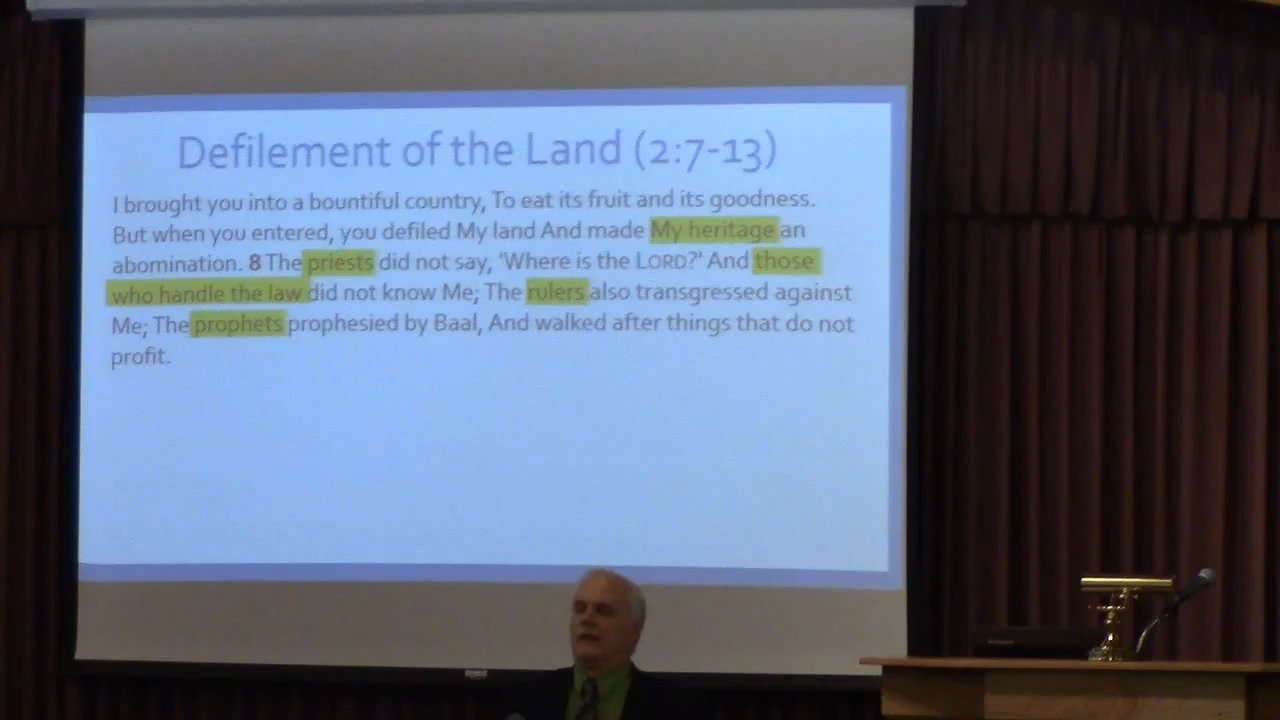 Defilement of the Land (2:7-13)
I brought you into a bountiful country, To eat its fruit and its goodness.
But when you entered, you defiled My land And made My heritage an
abomination. 8 The priests did not say, 'Where is the LORD?' And those
who handle the law did not know Me; The rulers also transgressed against
Me; The prophets prophesied by Baal, And walked after things that do not
profit.